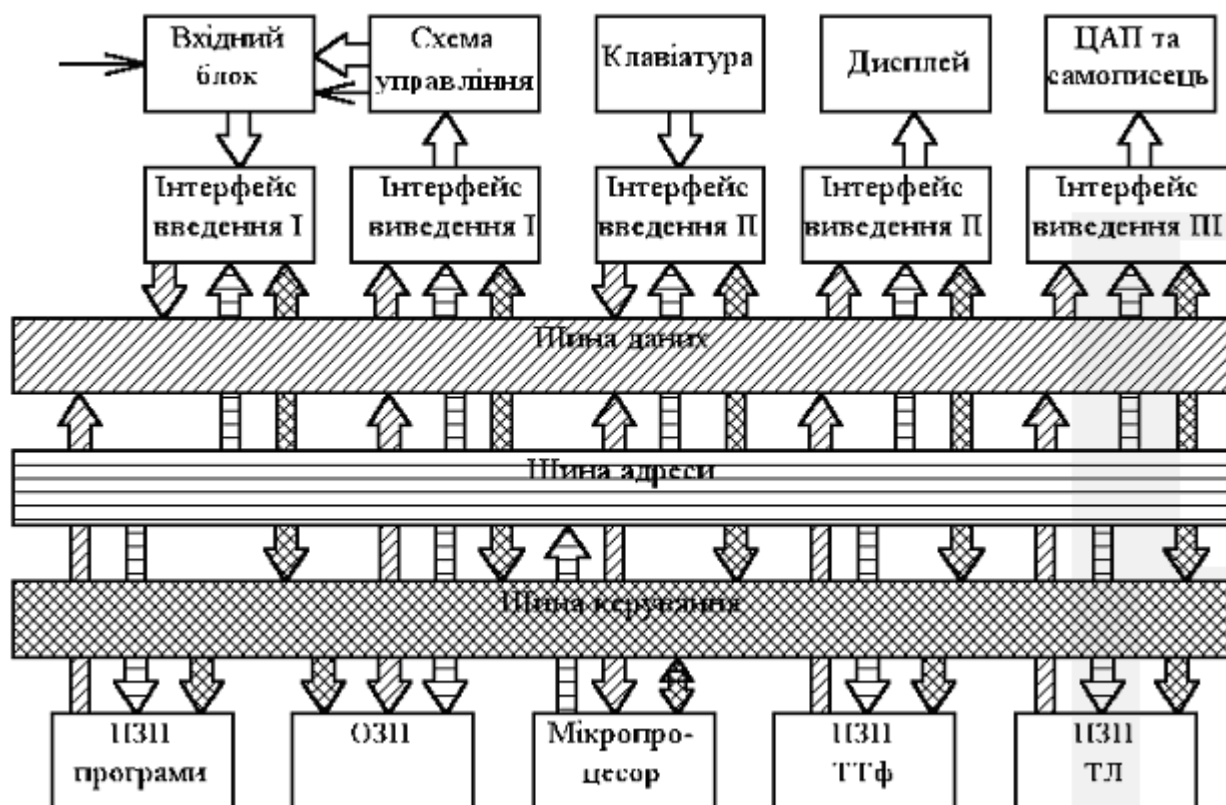 Вхідний
блок
Схема
управління
Клавіатура
Дисплей
ЦАП та
самописець
Інтерфейс
введення І
Інтерфейс
виведення І
Інтерфейс
введення ІІ
Інтерфейс
виведення ІІ
Інтерфейс
виведення ІІІ
Шина даних
Шина адреси
Шина керування
ПЗП
програми
ОЗП
Мікропро-
цесор
ПЗП
ТТф
ПЗП
ТЛ